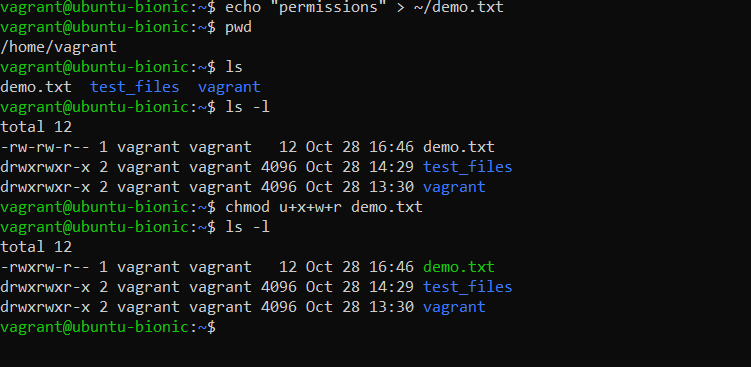 vagrant@ubuntu-bionic:~$ echo "permissions" > ~/demo.txt
vagrant@ubuntu-bionic:~$ pwd
/home/vagrant
vagrant@ubuntu-bionic:~$ ls
demo.txt  test_files  vagrant
vagrant@ubuntu-bionic:~$ ls -l
total 12
-rw-rw-r-- 1 vagrant vagrant   12 Oct 28 16:46 demo.txt
drwxrwxr-x 2 vagrant vagrant 4096 Oct 28 14:29 test_files
drwxrwxr-x 2 vagrant vagrant 4096 Oct 28 13:30 vagrant
vagrant@ubuntu-bionic:~$ chmod u+x+w+r demo.txt
vagrant@ubuntu-bionic:~$ ls -l
total 12
-rwxrw-r-- 1 vagrant vagrant   12 Oct 28 16:46 demo.txt
drwxrwxr-x 2 vagrant vagrant 4096 Oct 28 14:29 test_files
drwxrwxr-x 2 vagrant vagrant 4096 Oct 28 13:30 vagrant
vagrant@ubuntu-bionic:~$